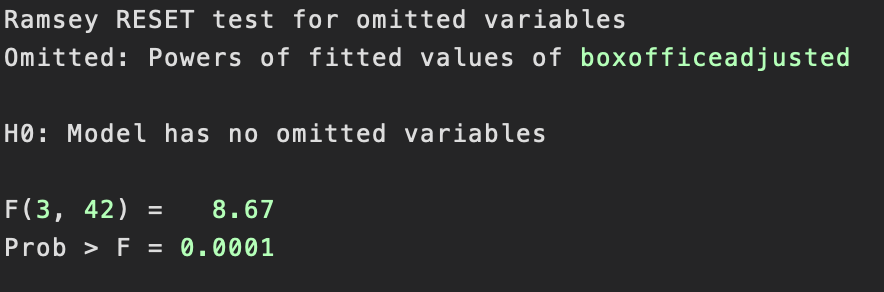 Ramsey RESET test for omitted variables
Omitted: Powers of fitted values of boxofficeadjusted
H0: Model has no omitted variables
F(3, 42) =   8.67
Prob > F = 0.0001